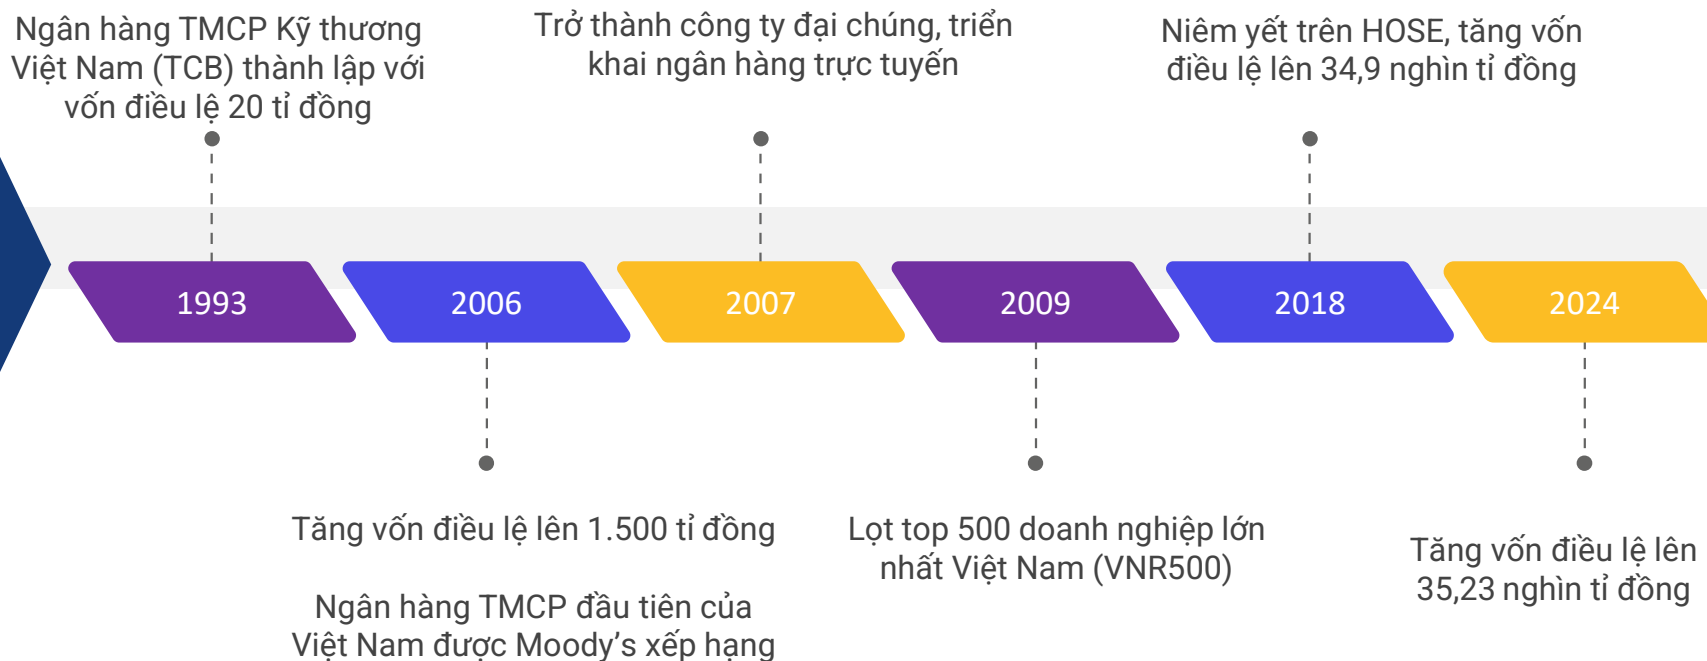 Ngân hàng TMCP Kỹ thương
Việt Nam (TCB) thành lập với
vốn điều lệ 20 tỉ đồng
Trở thành công ty đại chúng, triển
khai ngân hàng trực tuyến
Niêm yết trên HOSE, tăng vốn
điều lệ lên 34,9 nghìn tỉ đồng
1993
2006
2007
2009
2018
2024
Tăng vốn điều lệ lên 1.500 tỉ đồng
Ngân hàng TMCP đầu tiên của
Việt Nam được Moody’s xếp hạng
Lọt top 500 doanh nghiệp lớn
nhất Việt Nam (VNR500)
Tăng vốn điều lệ lên
35,23 nghìn tỉ đồng